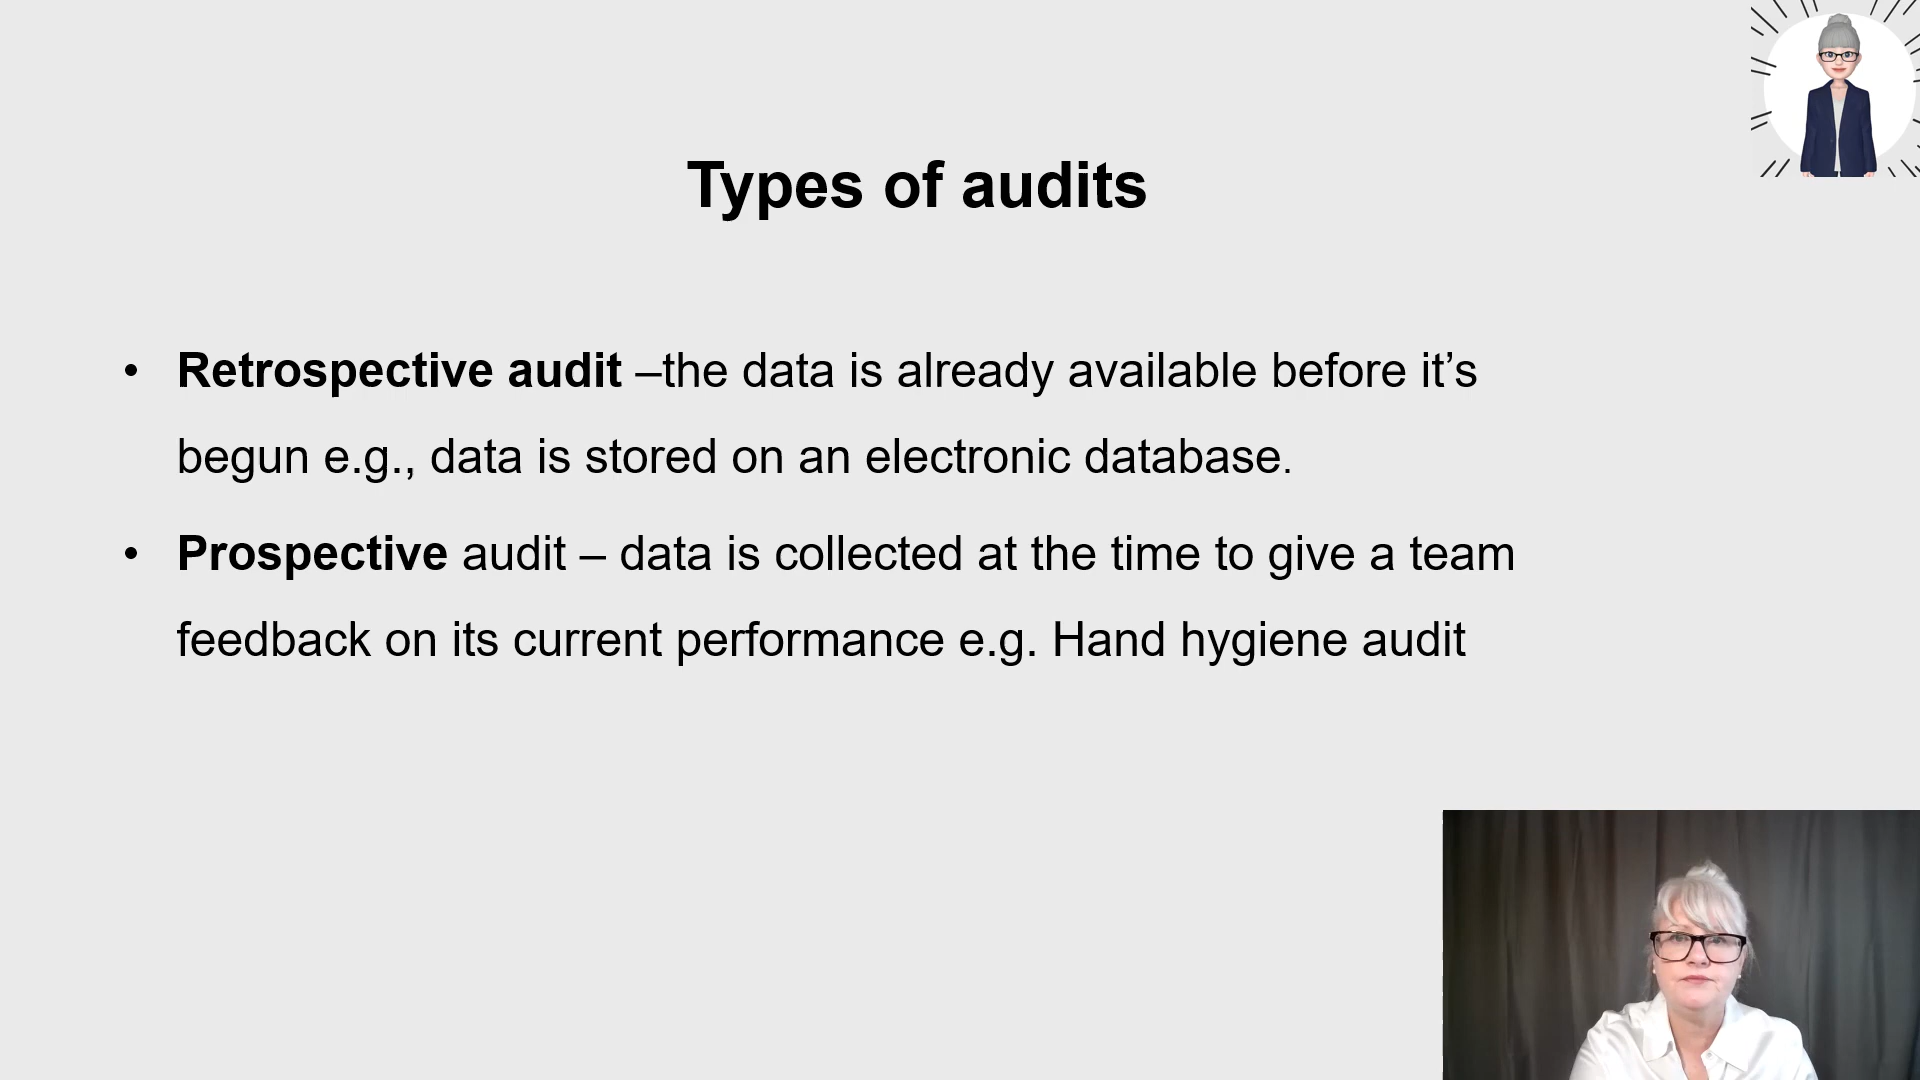 Types of audits
• Retrospective audit –the data is already available before it’s
begun e.g., data is stored on an electronic database.
• Prospective audit – data is collected at the time to give a team
feedback on its current performance e.g. Hand hygiene audit